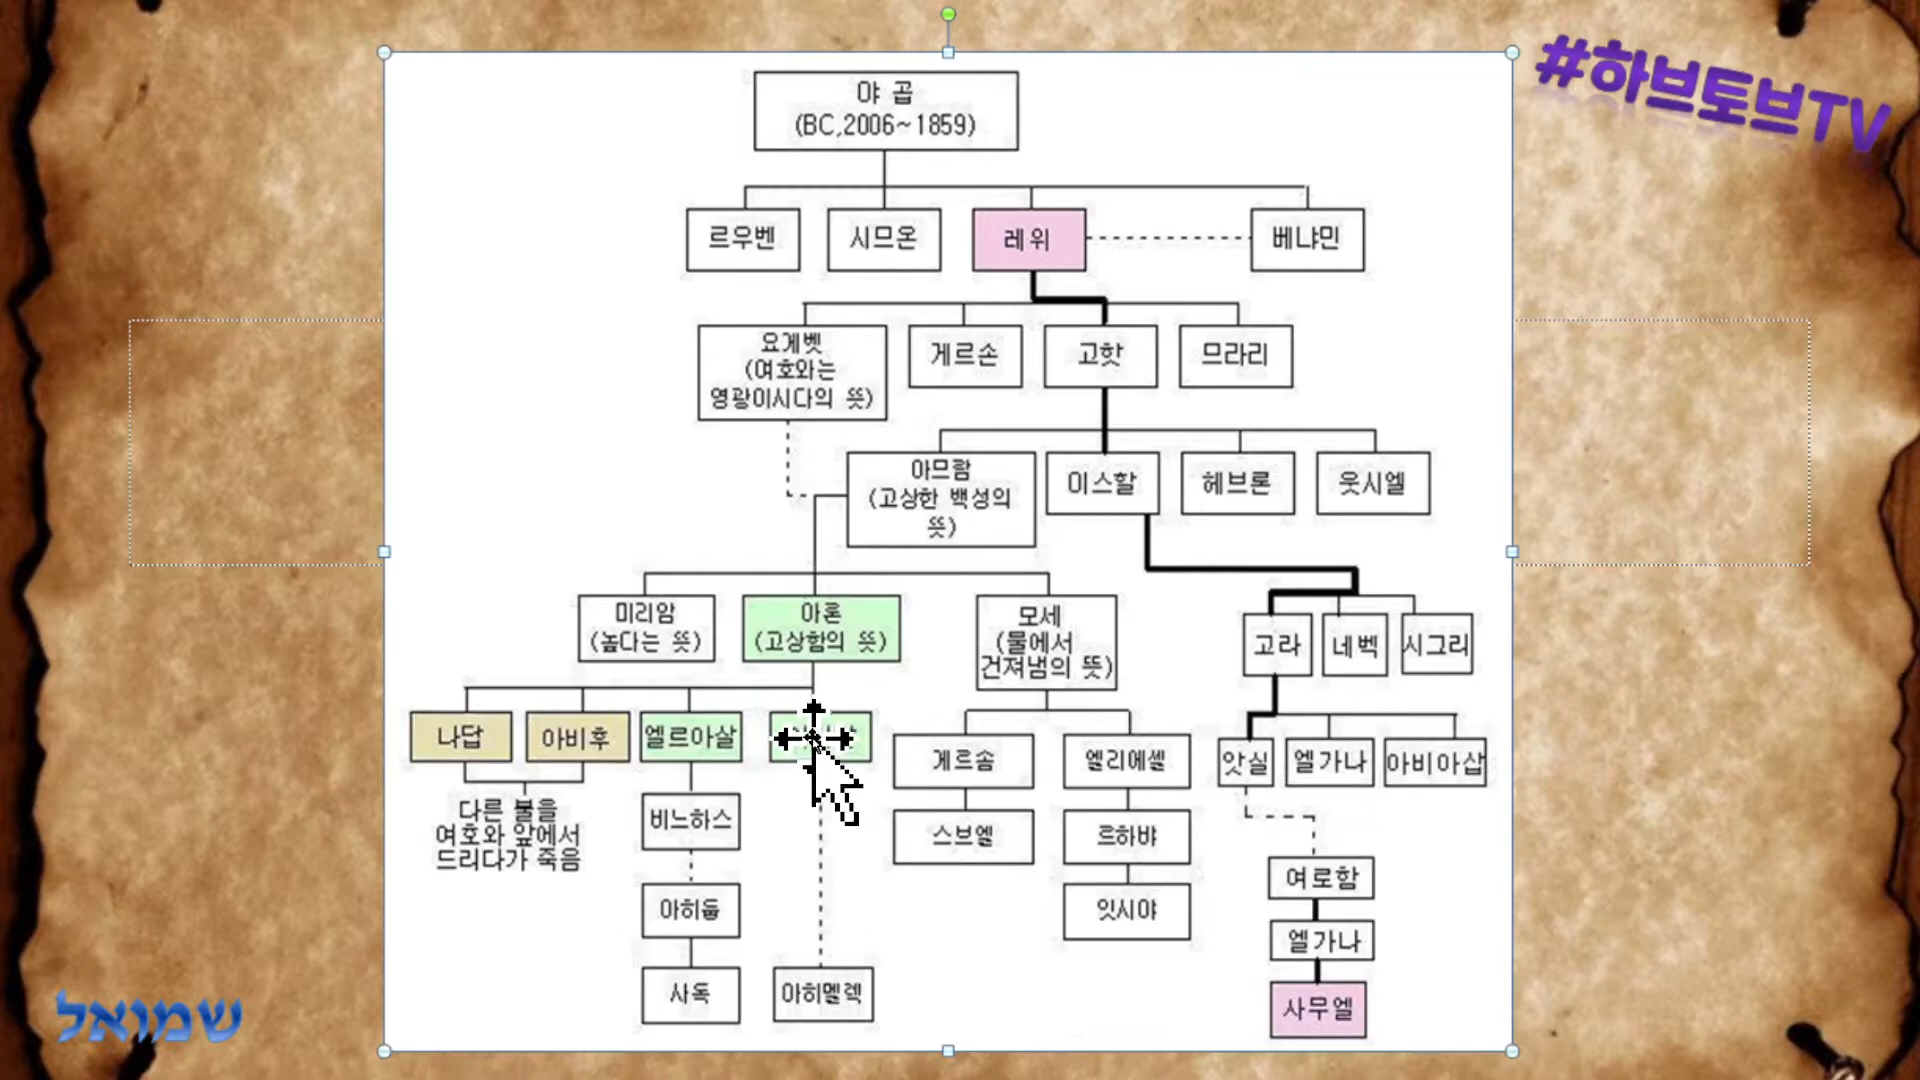 #하브토브TV
야 곱
(BC,2006~1859)
르우벤
시므온
레위
베냐민
요게벳
(여호와는
영광이시다의 뜻)
게르손
고핫
므라리
아므람
(고상한 백성의
뜻)
이스할
헤브론
웃시엘
미리암
(높다는 뜻)
아론
(고상함의 뜻)
모세
(물에서
건져냄의 뜻)
고라
네벡
시그리
나답
아비후
엘르아살
게르솜
엘리에셀
앗실
엘가나
아비아삽
다른 불을
여호와 앞에서
드리다가 죽음
비느하스
스브엘
르하뱌
여로함
아히둡
잇시야
엘가나
사독
아히멜렉
사무엘
שמואל